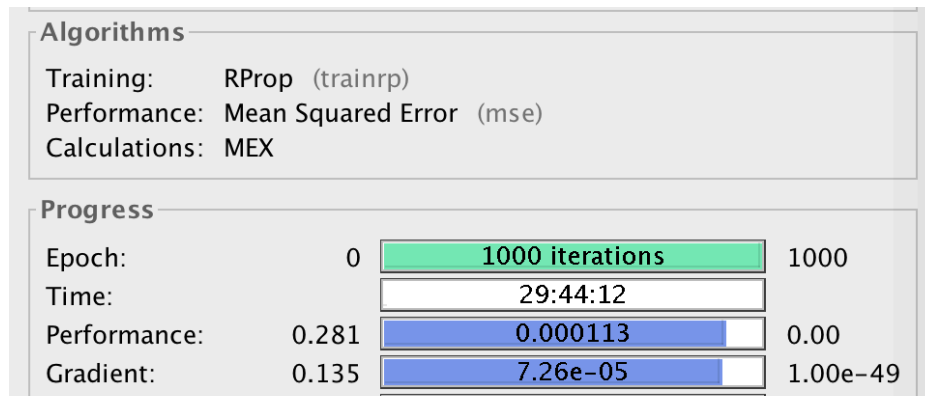 Algorithms
Training: RProp (trainrp)
Performance: Mean Squared Error (mse)
Calculations: MEX
Progress
Epoch: 0 1000 iterations 1000
Time: 29:44:12
Performance: 0.281 0.000113 0.00
Gradient: 0.135 7.26e-05 1.00e-49